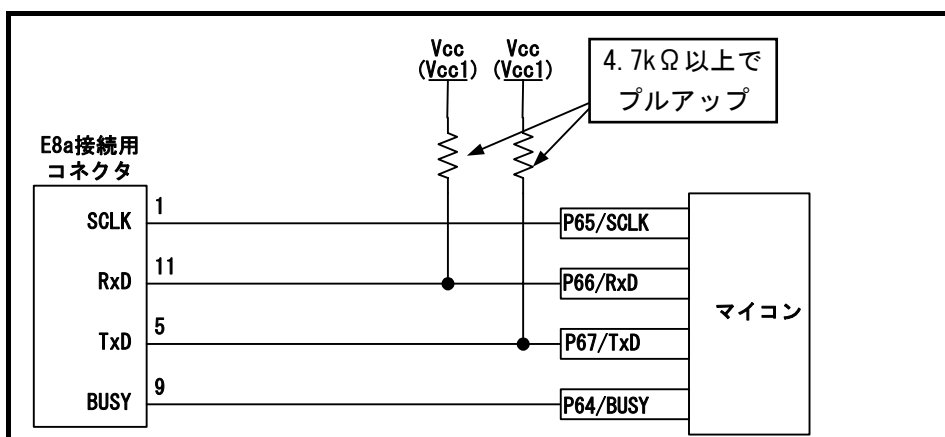 Vcc Vcc
(Vcc1) (Vcc1)
4.7kΩ以上で
プルアップ
E8a接続用
コネクタ
SCLK 1 P65/SCLK
RxD 11 P66/RxD
マイコン
TxD 5 P67/TxD
BUSY 9 P64/BUSY